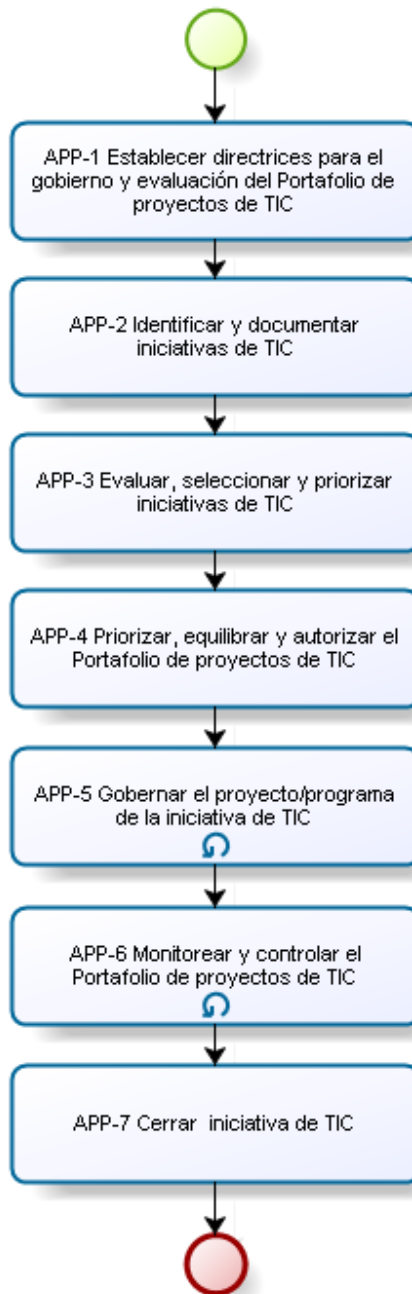 APP-1 Establecer directrices para el
gobierno y evaluación del Portafolio de
proyectos de TIC
APP-2 Identificar y documentar
iniciativas de TIC
APP-3 Evaluar, seleccionar y priorizar
iniciativas de TIC
APP-4 Priorizar, equilibrar y autorizar el
Portafolio de proyectos de TIC
APP-5 Gobernar el proyecto/programa
de la iniciativa de TIC
APP-6 Monitorear y controlar el
Portafolio de proyectos de TIC
APP-7 Cerrar  iniciativa de TIC